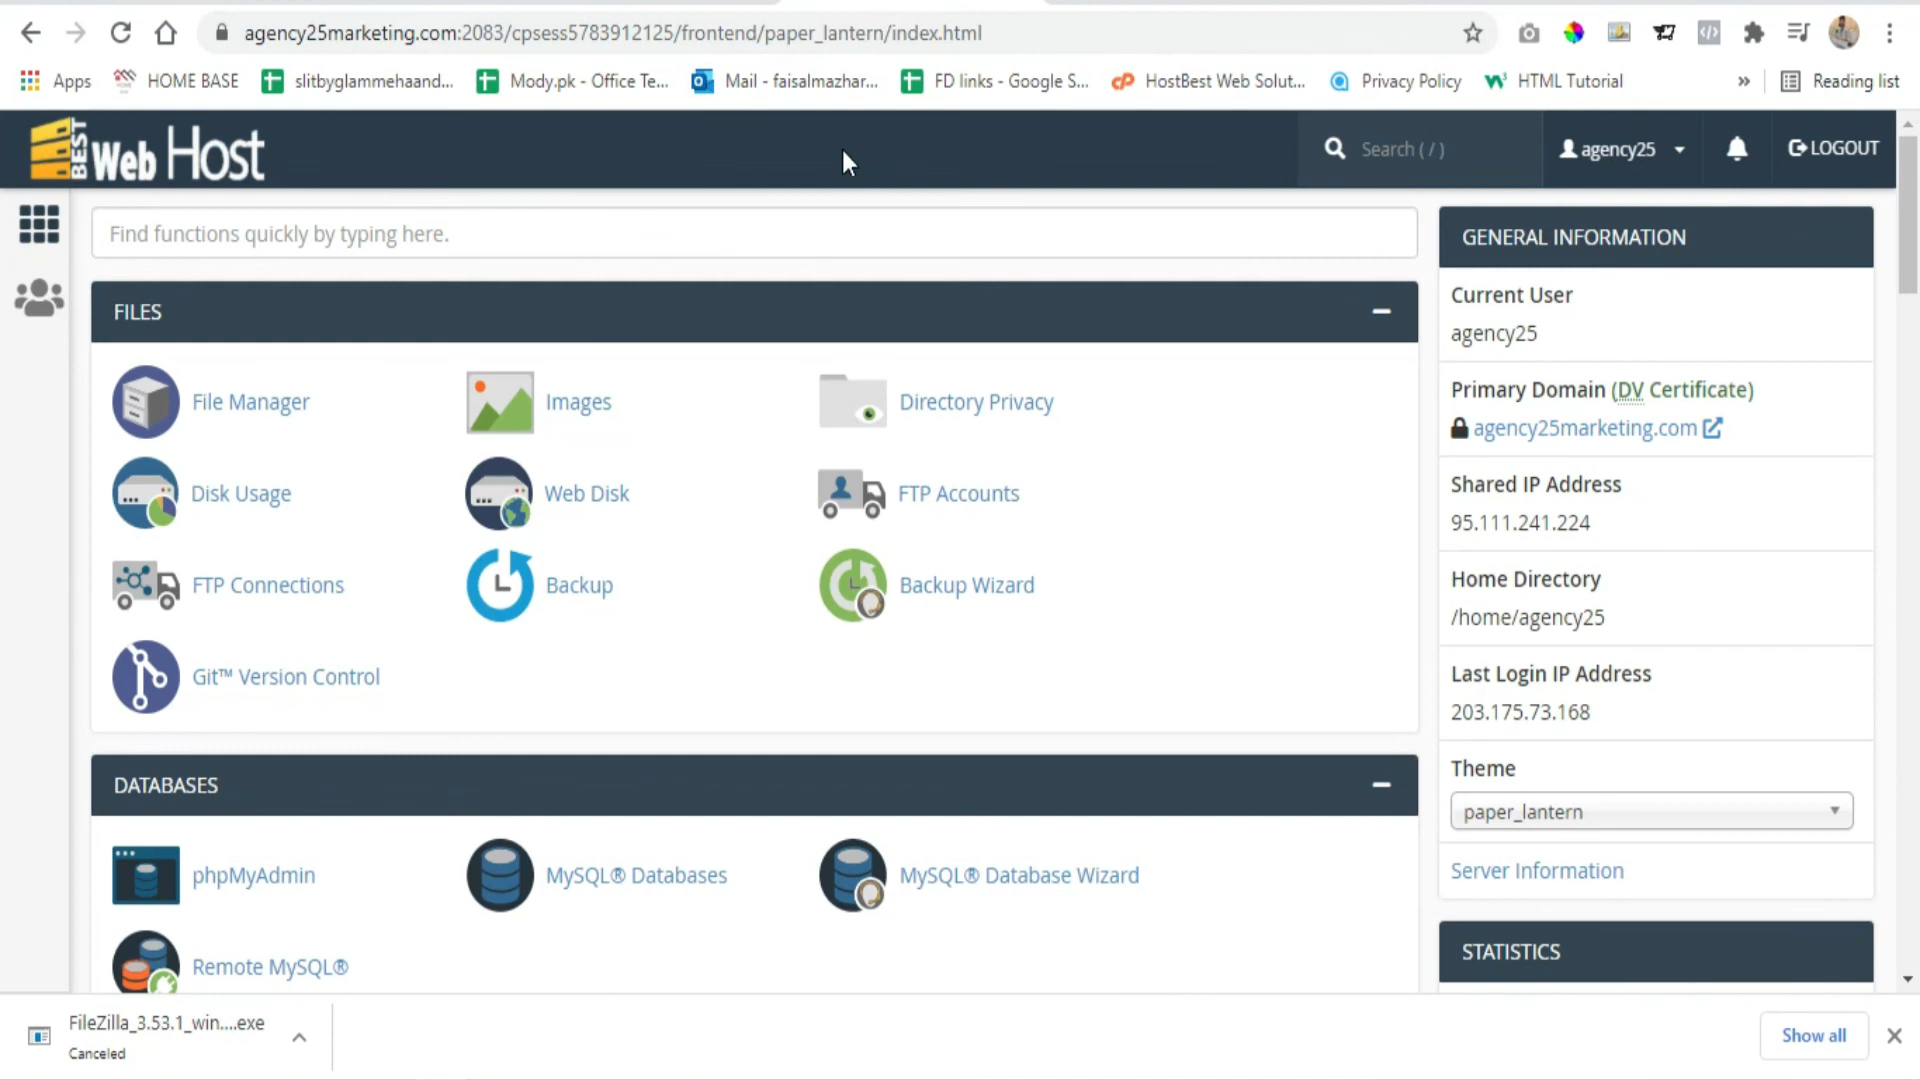 agency25marketing.com:2083/cpsess5783912125/frontend/paper_lantern/index.html
Apps HOME BASE slitbyglammehaand... Mody.pk - Office Te... Mail - faisalmazhar... FD links - Google S... HostBest Web Solut... Privacy Policy HTML Tutorial » Reading list
BEST Web Host Search ( / ) agency25 LOGOUT
Find functions quickly by typing here.
FILES
File Manager Images Directory Privacy
Disk Usage Web Disk FTP Accounts
FTP Connections Backup Backup Wizard
Git™ Version Control
DATABASES
phpMyAdmin MySQL® Databases MySQL® Database Wizard
Remote MySQL®
GENERAL INFORMATION
Current User
agency25
Primary Domain (DV Certificate)
agency25marketing.com
Shared IP Address
95.111.241.224
Home Directory
/home/agency25
Last Login IP Address
203.175.73.168
Theme
paper_lantern
Server Information
STATISTICS
FileZilla_3.53.1_win....exe
Canceled
Show all